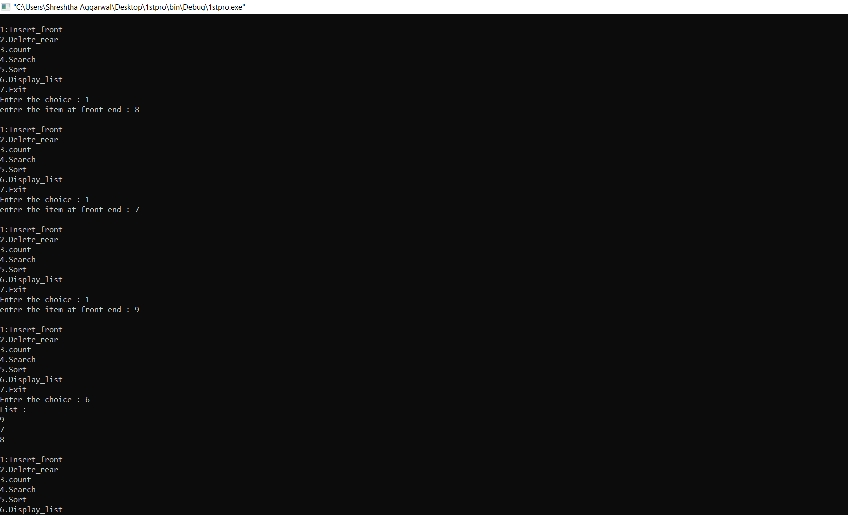 "C:\Users\Shreshtha Aggarwal\Desktop\1stpro\bin\Debug\1stpro.exe"
1:Insert_front
2.Delete_rear
3.count
4.Search
5.Sort
6.Display_list
7.Exit
Enter the choice : 1
enter the item at front end : 8
1:Insert_front
2.Delete_rear
3.count
4.Search
5.Sort
6.Display_list
7.Exit
Enter the choice : 1
enter the item at front end : 7
1:Insert_front
2.Delete_rear
3.count
4.Search
5.Sort
6.Display_list
7.Exit
Enter the choice : 1
enter the item at front end : 9
1:Insert_front
2.Delete_rear
3.count
4.Search
5.Sort
6.Display_list
7.Exit
Enter the choice : 6
List :
9
7
8
1:Insert_front
2.Delete_rear
3.count
4.Search
5.Sort
6.Display_list